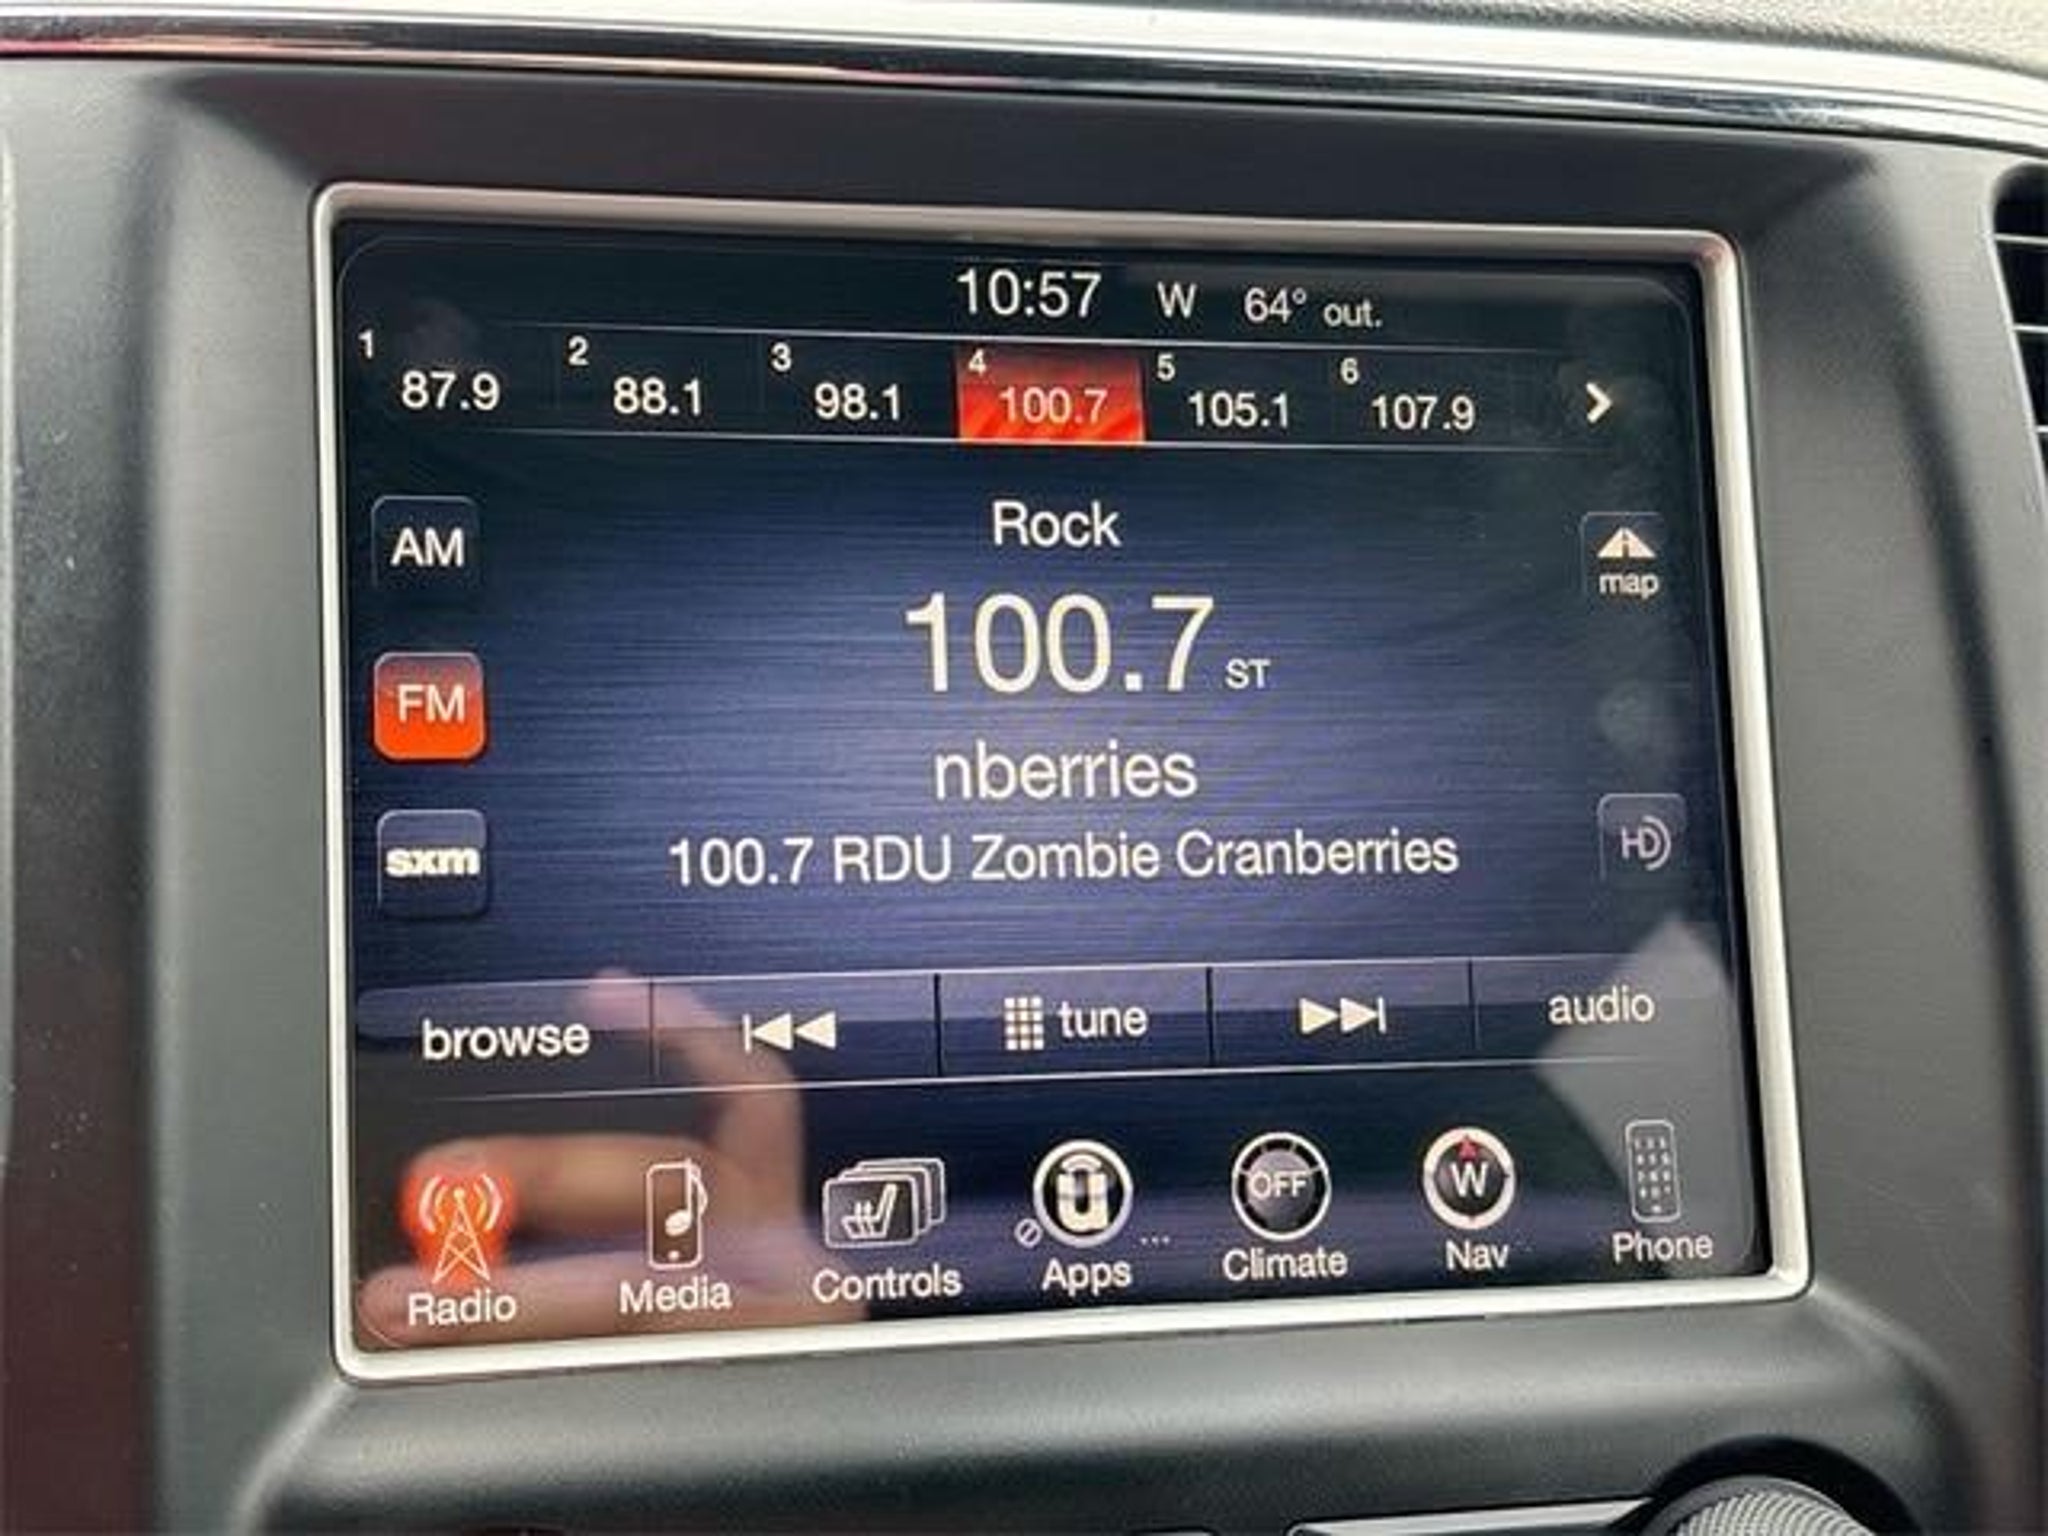 10:57 W 64° out.
1 87.9 2 88.1 3 98.1 4 100.7 5 105.1 6 107.9
AM
Rock
map
100.7 ST
FM
nberries
100.7 RDU Zombie Cranberries
sxm
HD
browse tune audio
OFF W
Radio Media Controls Apps ... Climate Nav Phone